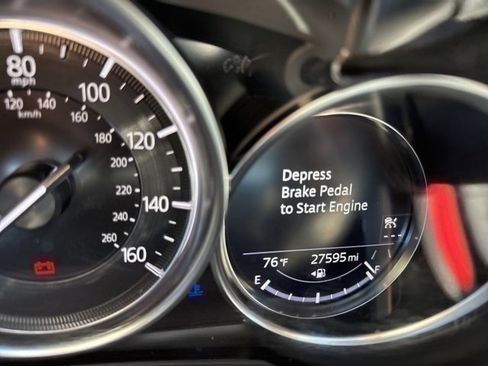 80
mph
100
120
140
160
120 140
km/h
160
180
200
220
240
260
Depress
Brake Pedal
to Start Engine
76°F
27595 mi
E
F